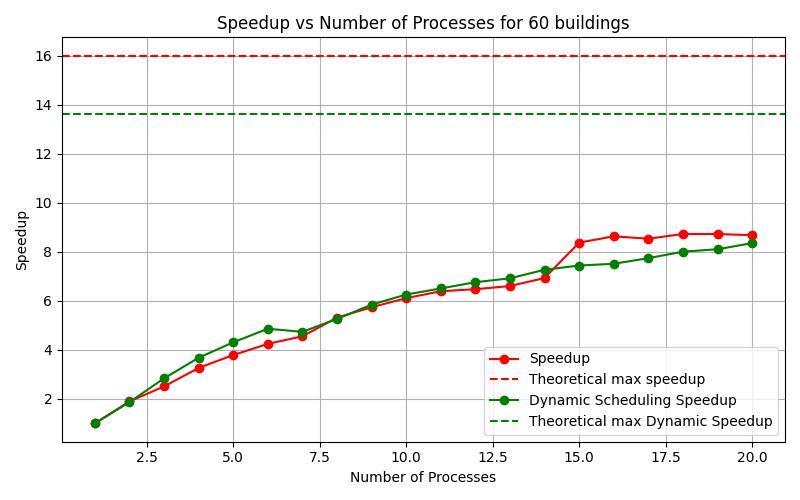 Speedup vs Number of Processes for 60 buildings
16
14
12
10
8
6
4
2
Speedup
Speedup
Theoretical max speedup
Dynamic Scheduling Speedup
Theoretical max Dynamic Speedup
2.5 5.0 7.5 10.0 12.5 15.0 17.5 20.0
Number of Processes